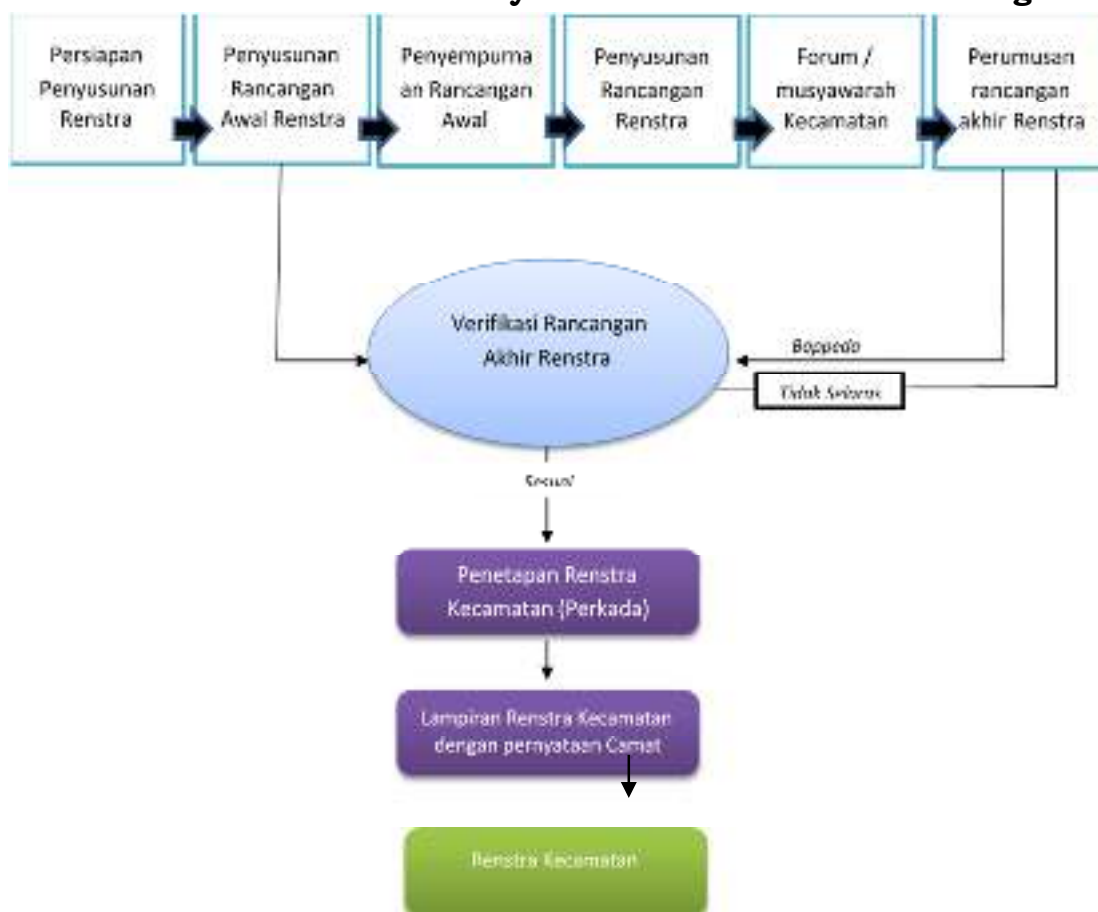 Persiapan
Penyusunan
Renstra
Penyusunan
Rancangan
Awal Renstra
Penyempurna
an Rancangan
Awal
Penyusunan
Rancangan
Renstra
Forum /
musyawarah
Kecamatan
Perumusan
rancangan
akhir Renstra
Verifikasi Rancangan
Akhir Renstra
Bappeda
Tidak Selaras
Sesuai
Penetapan Renstra
Kecamatan (Perkada)
Lampiran Renstra Kecamatan
dengan pernyataan Camat
Renstra Kecamatan